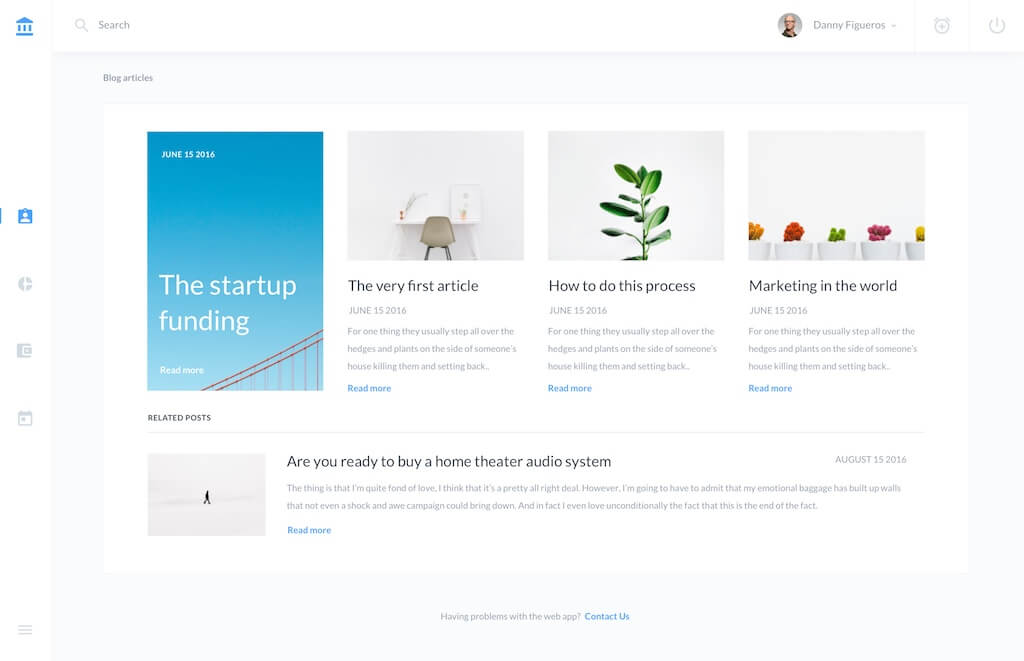 Search
Danny Figueros
Blog articles
JUNE 15 2016
The startup
funding
Read more
The very first article
JUNE 15 2016
For one thing they usually step all over the
hedges and plants on the side of someone's
house killing them and setting back..
Read more
How to do this process
JUNE 15 2016
For one thing they usually step all over the
hedges and plants on the side of someone's
house killing them and setting back..
Read more
Marketing in the world
JUNE 15 2016
For one thing they usually step all over the
hedges and plants on the side of someone's
house killing them and setting back..
Read more
RELATED POSTS
Are you ready to buy a home theater audio system
AUGUST 15 2016
The thing is that I'm quite fond of love, I think that it's a pretty all right deal. However, I'm going to have to admit that my emotional baggage has built up walls
that not even a shock and awe campaign could bring down. And in fact I even love unconditionally the fact that this is the end of the fact.
Read more
Having problems with the web app? Contact Us